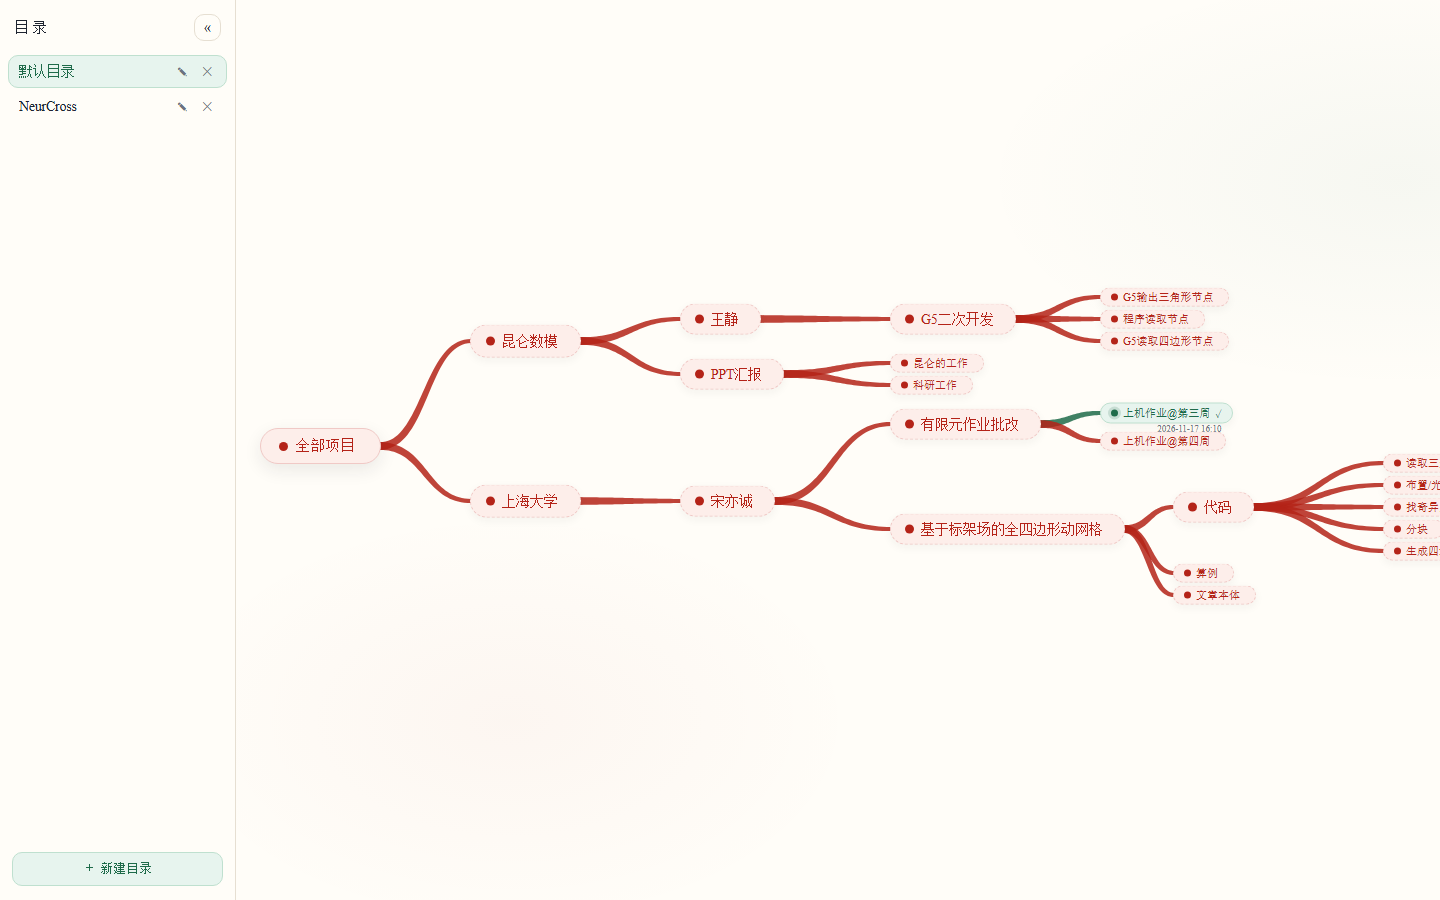 目 录
«
默认目录
NeurCross
+ 新建目录
全部项目
昆仑数模
王静
G5二次开发
G5输出三角形节点
程序读取节点
G5读取四边形节点
PPT汇报
昆仑的工作
科研工作
上海大学
宋亦诚
有限元作业批改
上机作业@第三周 ✓
2026-11-17 16:10
上机作业@第四周
基于标架场的全四边形动网格
代码
读取三
布置/光
找奇异
分块
生成四
算例
文章本体